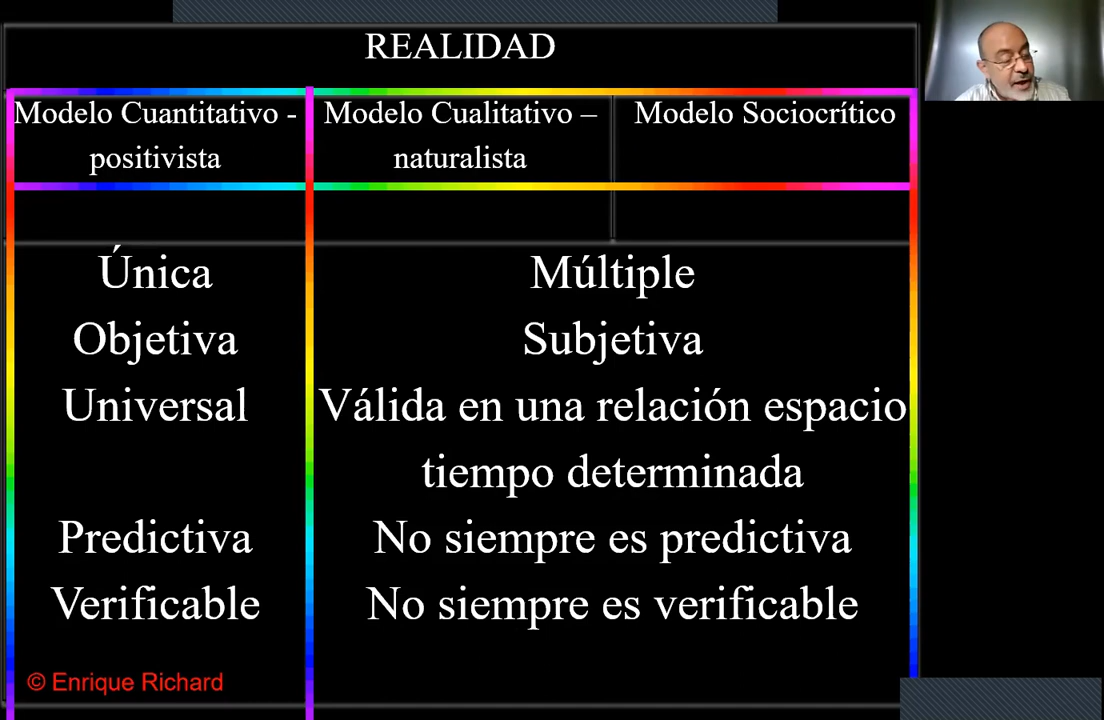 REALIDAD
Modelo Cuantitativo -
positivista
Modelo Cualitativo –
naturalista
Modelo Sociocrítico
Única
Múltiple
Objetiva
Subjetiva
Universal
Válida en una relación espacio
tiempo determinada
Predictiva
No siempre es predictiva
Verificable
No siempre es verificable
© Enrique Richard